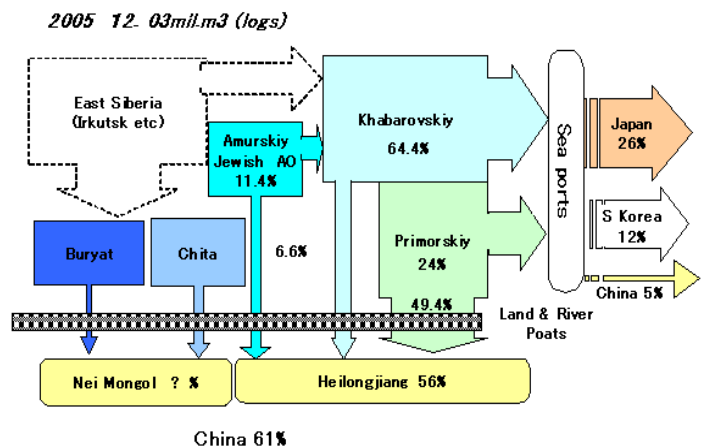 2005 12. 03mil.m3 (logs)
East Siberia
(Irkutsk etc)
Khabarovskiy
64.4%
Amurskiy
Jewish AO
11.4%
Sea ports
Japan
26%
S Korea
12%
China 5%
Buryat
Chita
6.6%
Primorskiy
24%
49.4%
Land & River
Poats
Nei Mongol ? %
Heilongjiang 56%
China 61%